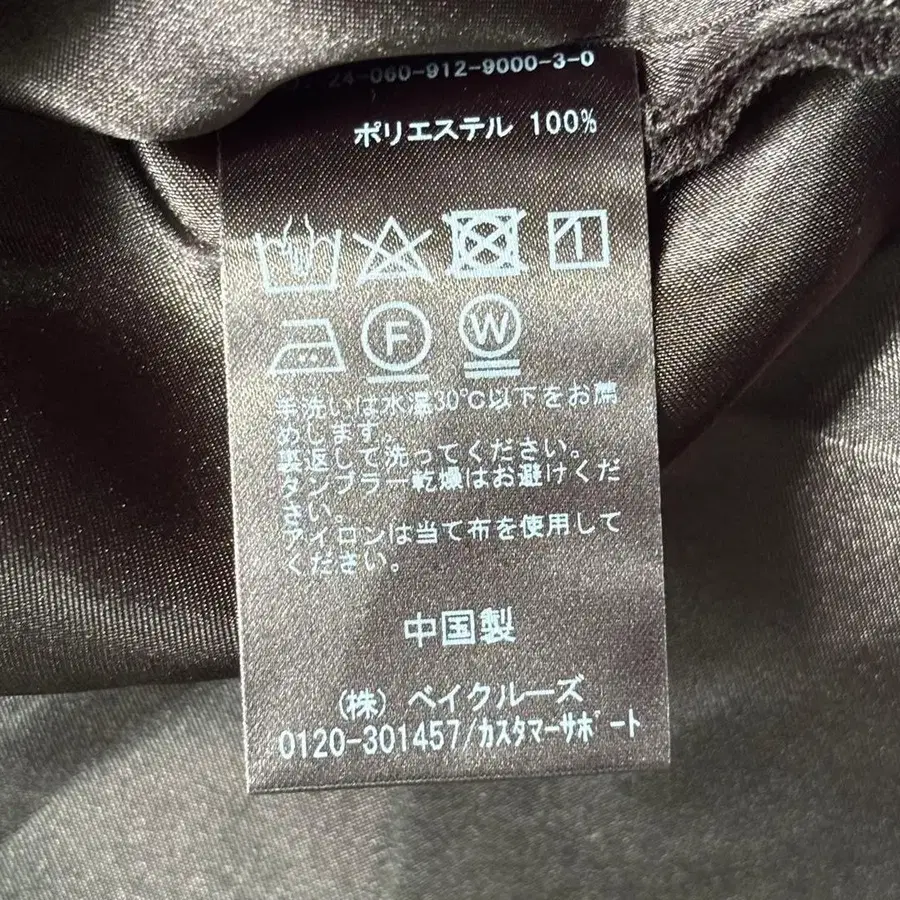 24-060-912-9000-3-0
ポリエステル 100%
F W
手洗いは水温30℃以下をお薦
めします。
裏返して洗ってください。
タンブラー乾燥はお避けくだ
さい。
アイロンは当て布を使用して
ください。
中国製
(株) ベイクルーズ
0120-301457/カスタマーサポート